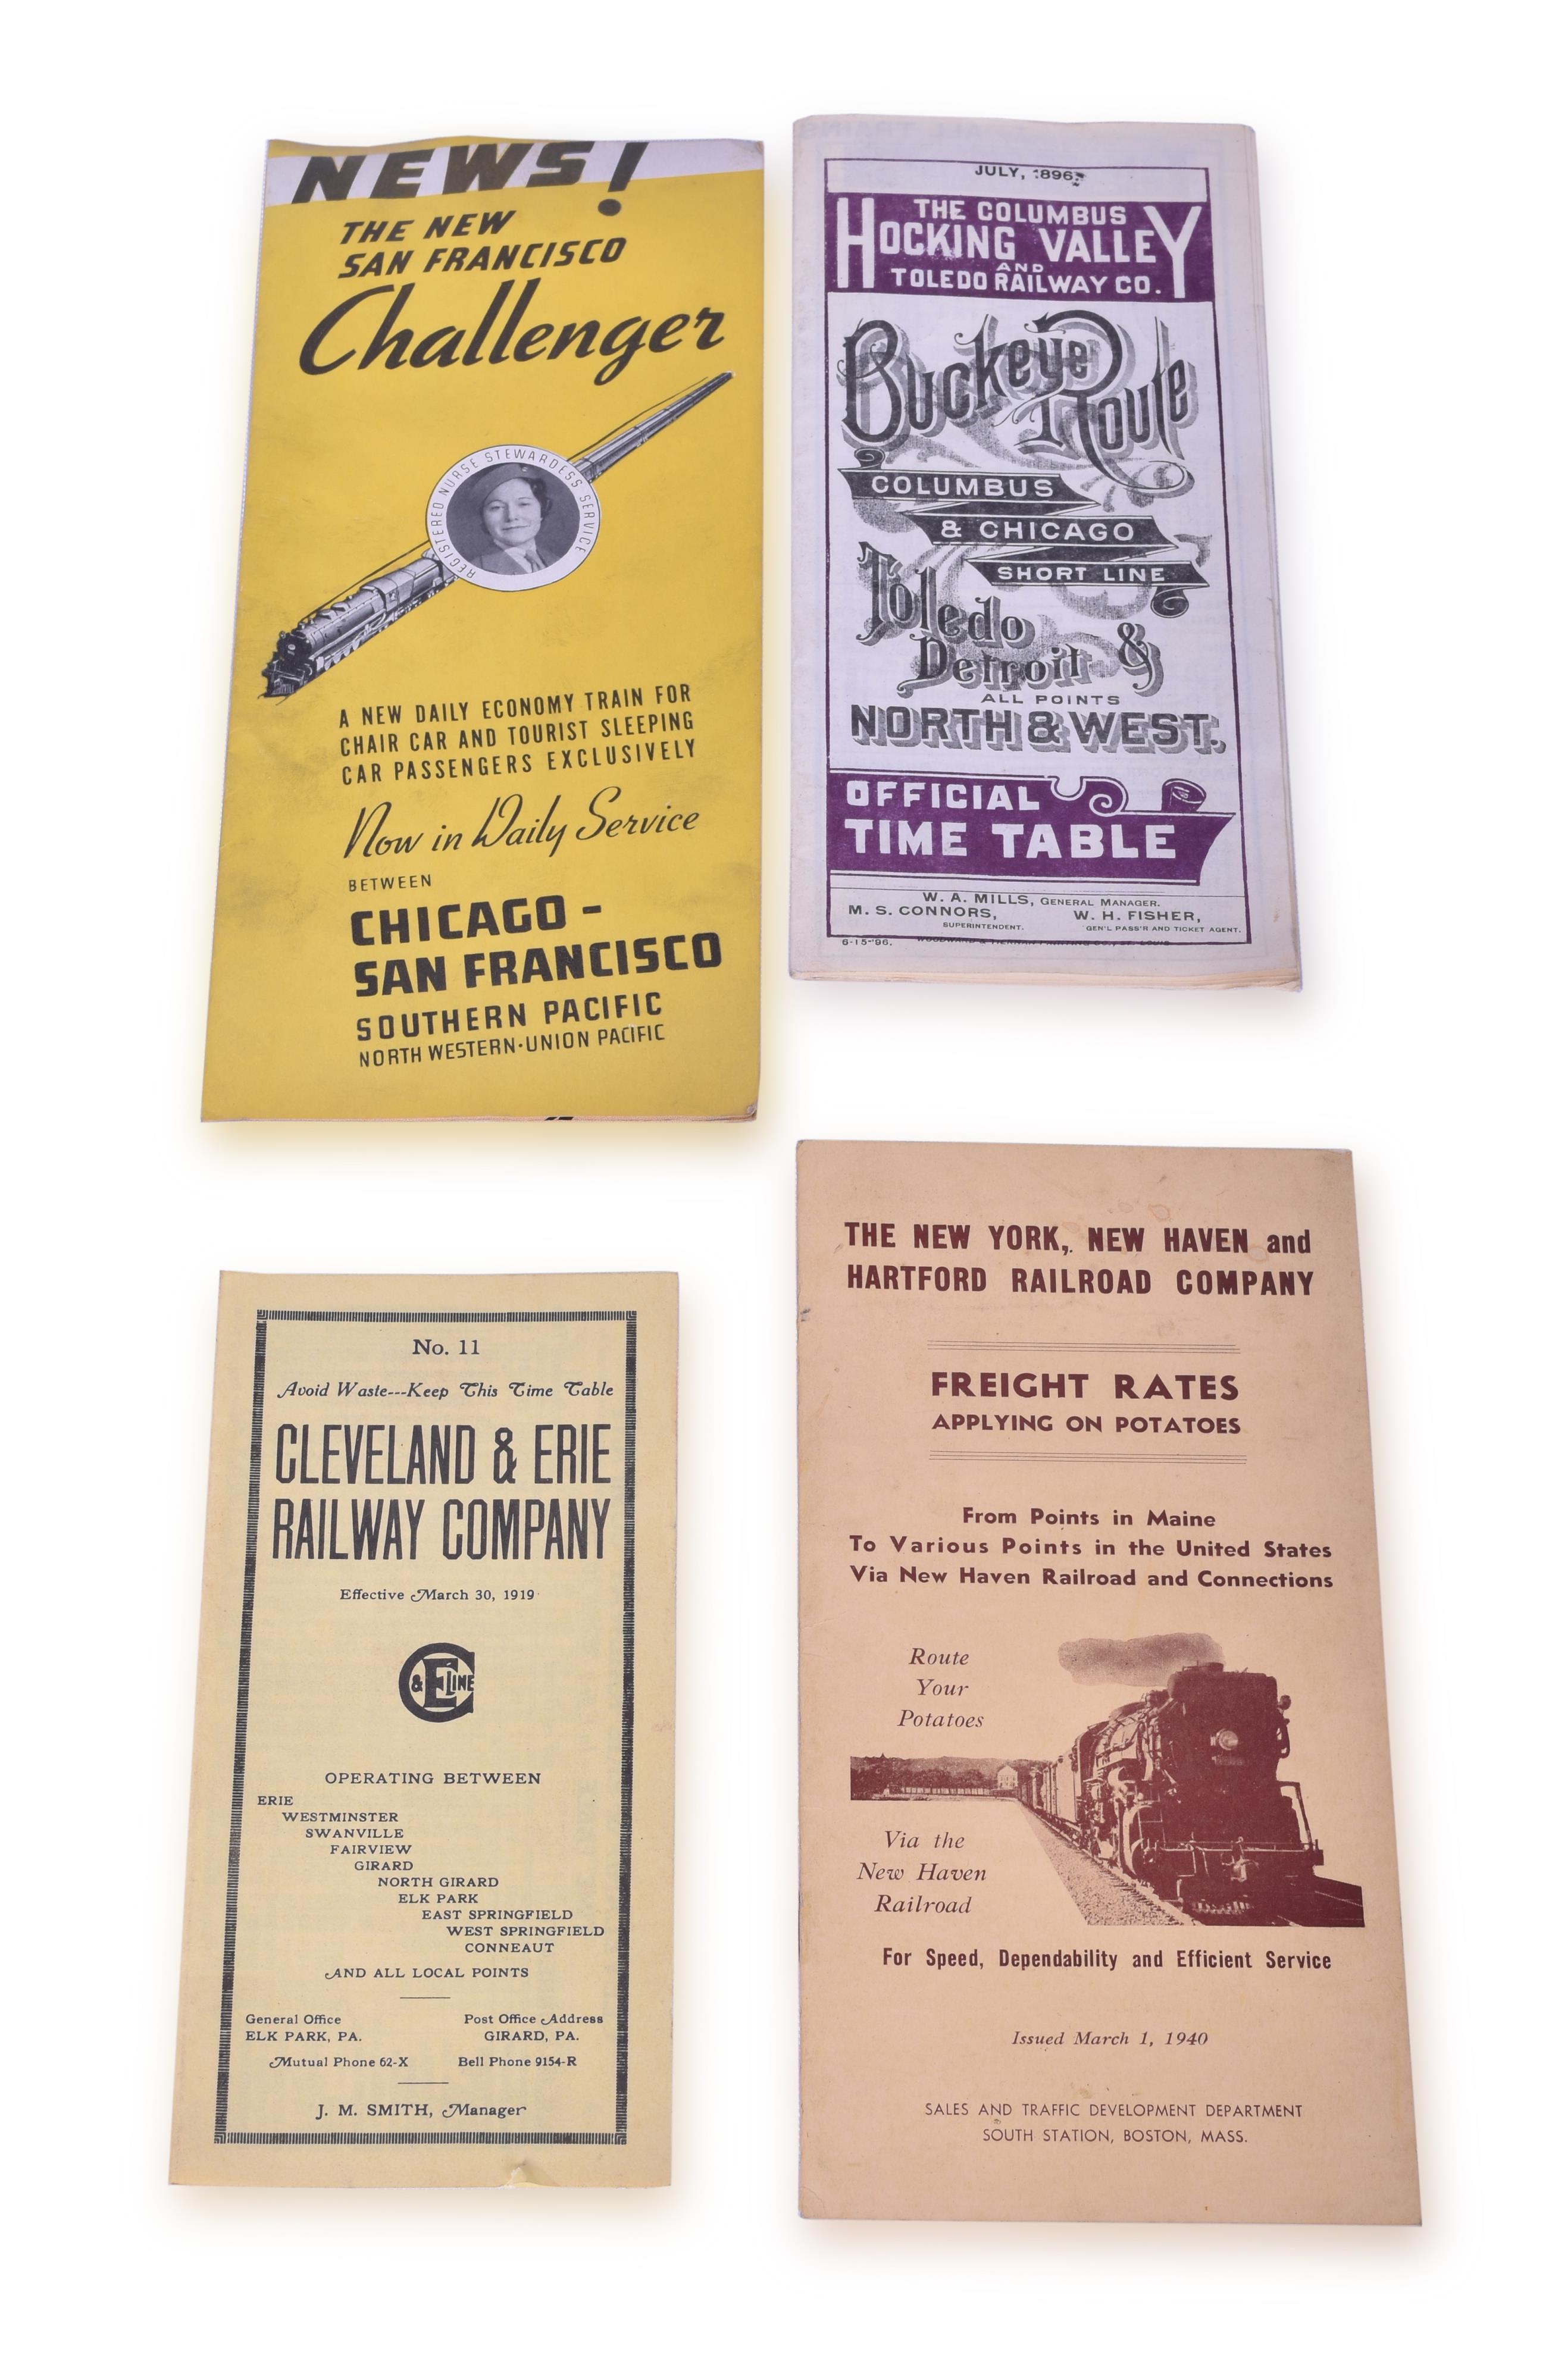 NEWS!
THE NEW
SAN FRANCISCO
Challenger
REGISTERED NURSE STEWARDESS SERVICE
A NEW DAILY ECONOMY TRAIN FOR
CHAIR CAR AND TOURIST SLEEPING
CAR PASSENGERS EXCLUSIVELY
Now in Daily Service
BETWEEN
CHICAGO -
SAN FRANCISCO
SOUTHERN PACIFIC
NORTH WESTERN·UNION PACIFIC
JULY, 1896.
THE COLUMBUS
HOCKING VALLEY
AND
TOLEDO RAILWAY CO.
Buckeye
Route
COLUMBUS
& CHICAGO
SHORT LINE
Toledo
Detroit &
ALL POINTS
NORTH & WEST.
OFFICIAL
TIME TABLE
W. A. MILLS, GENERAL MANAGER.
M. S. CONNORS, W. H. FISHER,
SUPERINTENDENT. GEN'L PASS'R AND TICKET AGENT.
6-15-'96.
No. 11
Avoid Waste---Keep This Time Table
CLEVELAND & ERIE
RAILWAY COMPANY
Effective March 30, 1919
C & E LINE
OPERATING BETWEEN
ERIE
WESTMINSTER
SWANVILLE
FAIRVIEW
GIRARD
NORTH GIRARD
ELK PARK
EAST SPRINGFIELD
WEST SPRINGFIELD
CONNEAUT
AND ALL LOCAL POINTS
General Office Post Office Address
ELK PARK, PA. GIRARD, PA.
Mutual Phone 62-X Bell Phone 9154-R
J. M. SMITH, Manager
THE NEW YORK, NEW HAVEN and
HARTFORD RAILROAD COMPANY
FREIGHT RATES
APPLYING ON POTATOES
From Points in Maine
To Various Points in the United States
Via New Haven Railroad and Connections
Route
Your
Potatoes
Via the
New Haven
Railroad
For Speed, Dependability and Efficient Service
Issued March 1, 1940
SALES AND TRAFFIC DEVELOPMENT DEPARTMENT
SOUTH STATION, BOSTON, MASS.